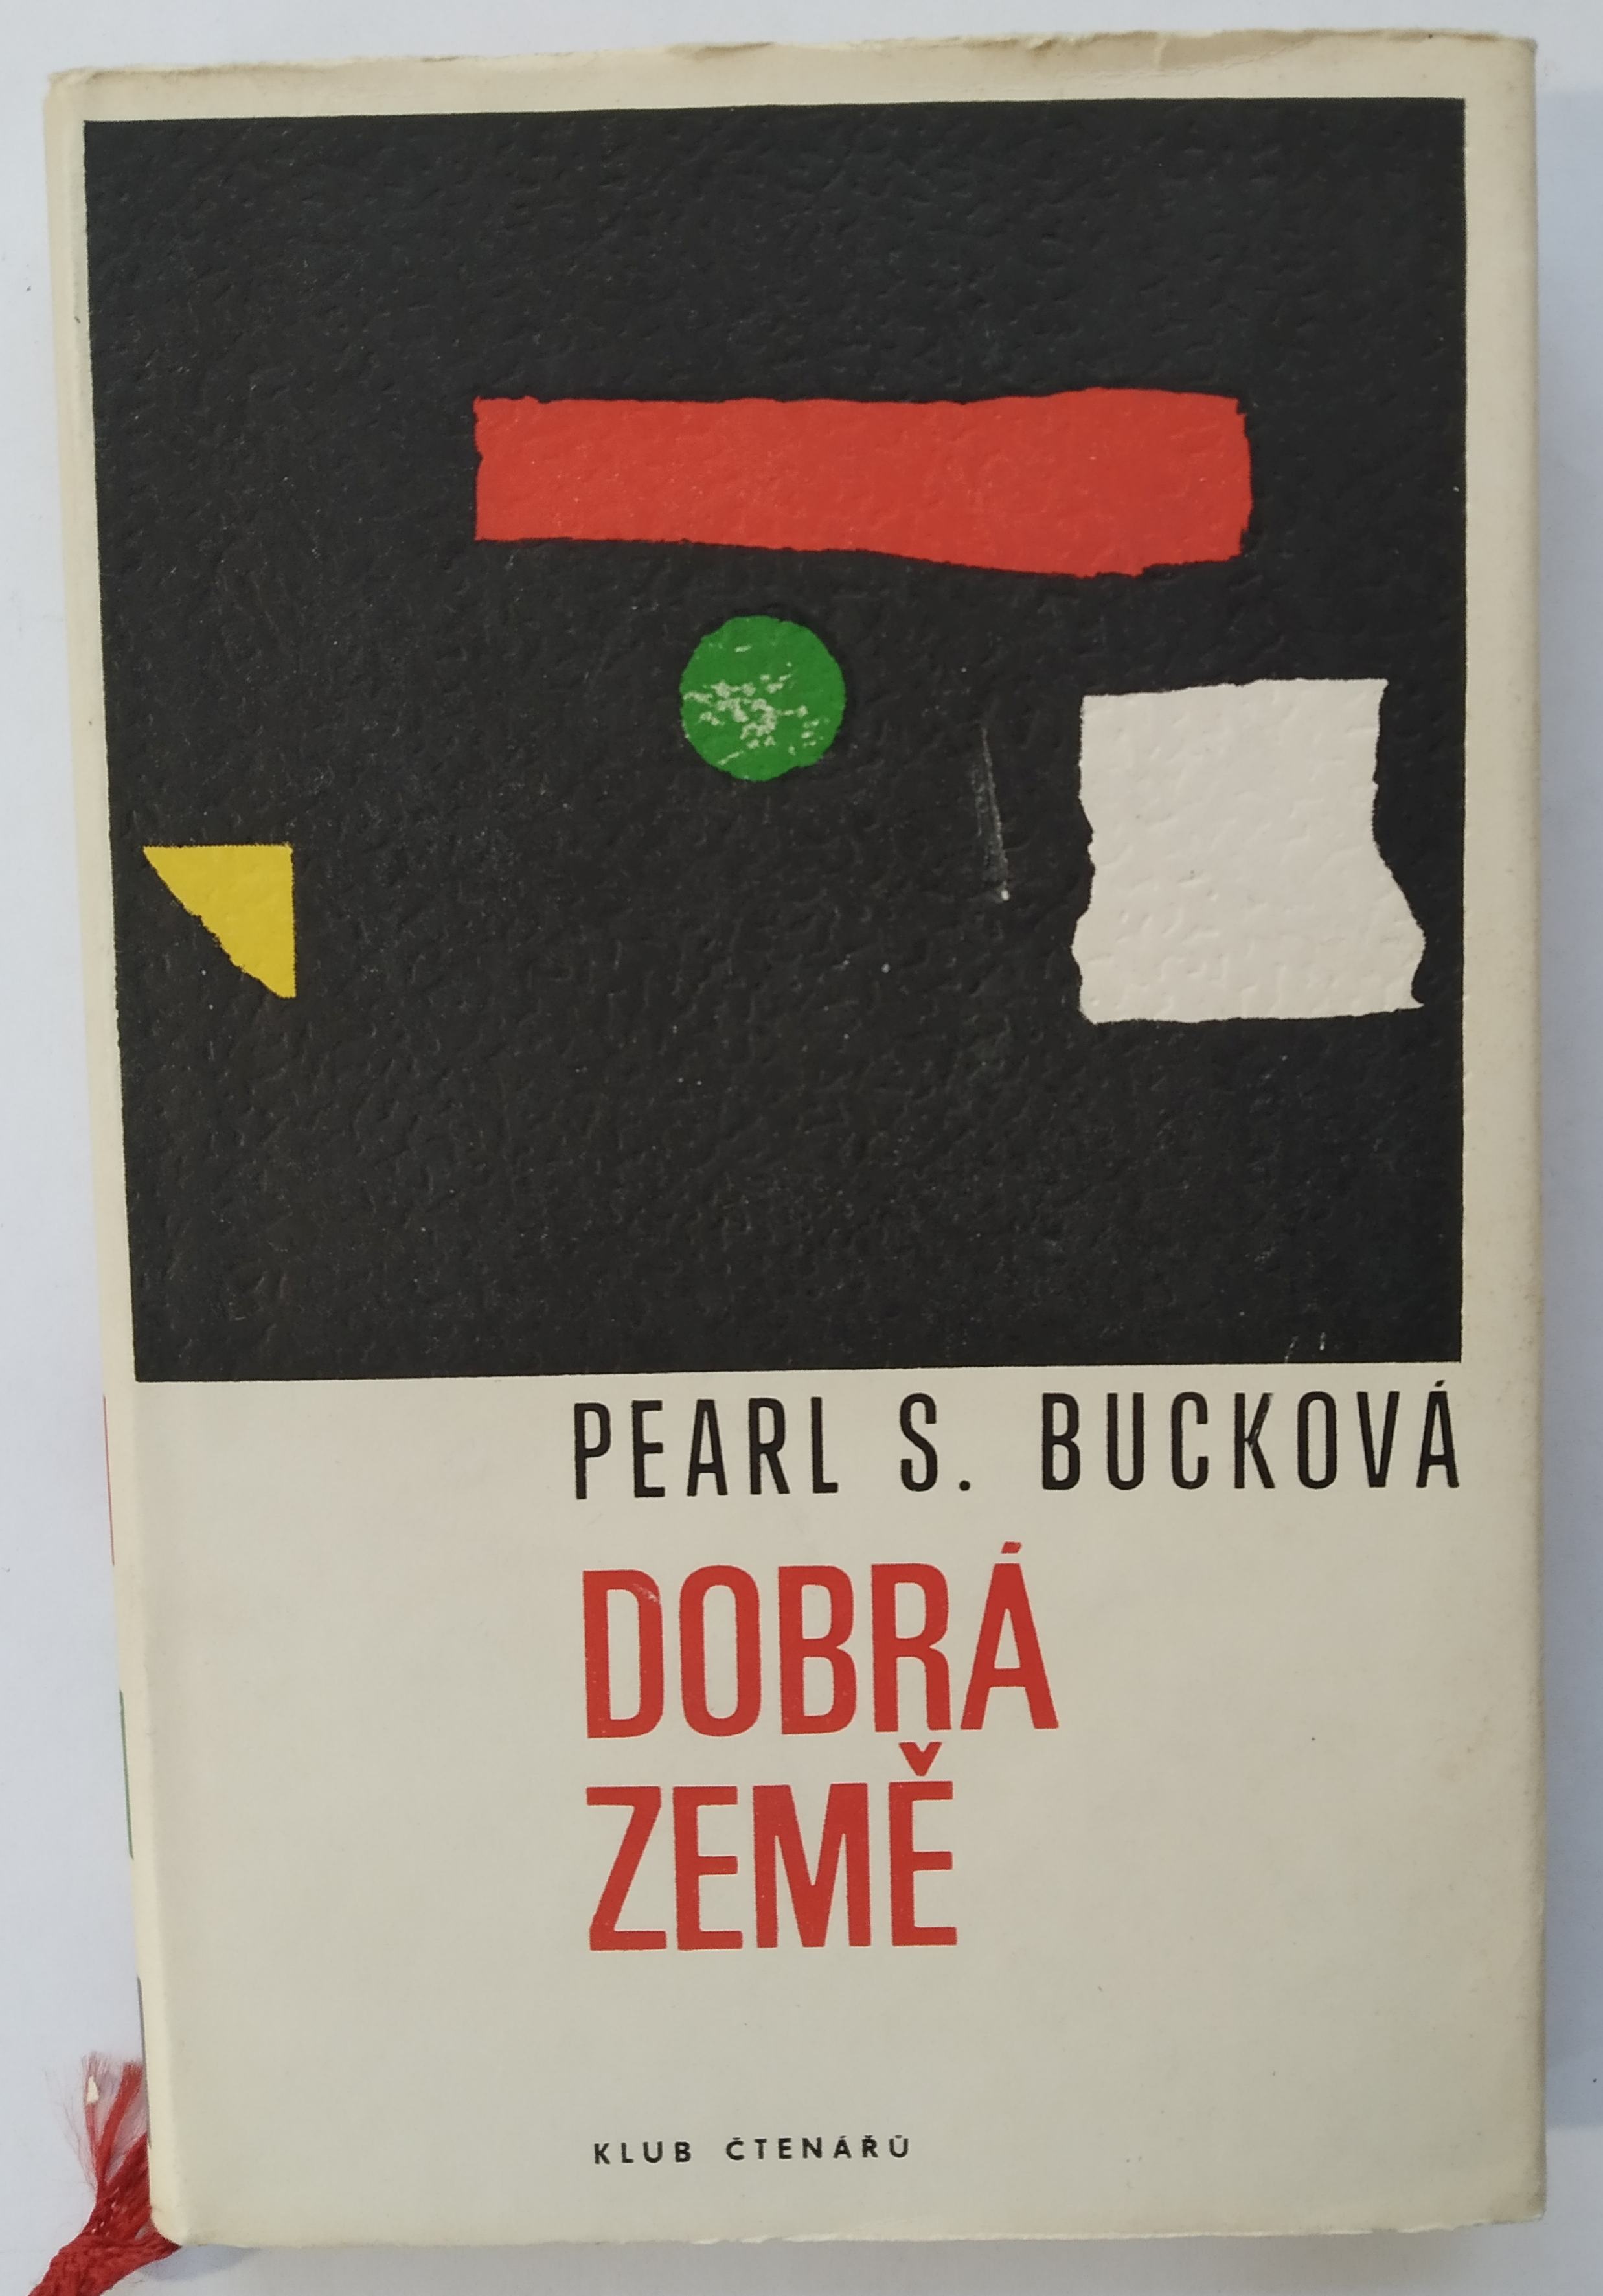 PEARL S. BUCKOVÁ
DOBRÁ
ZEMĚ
KLUB ČTENÁŘŮ